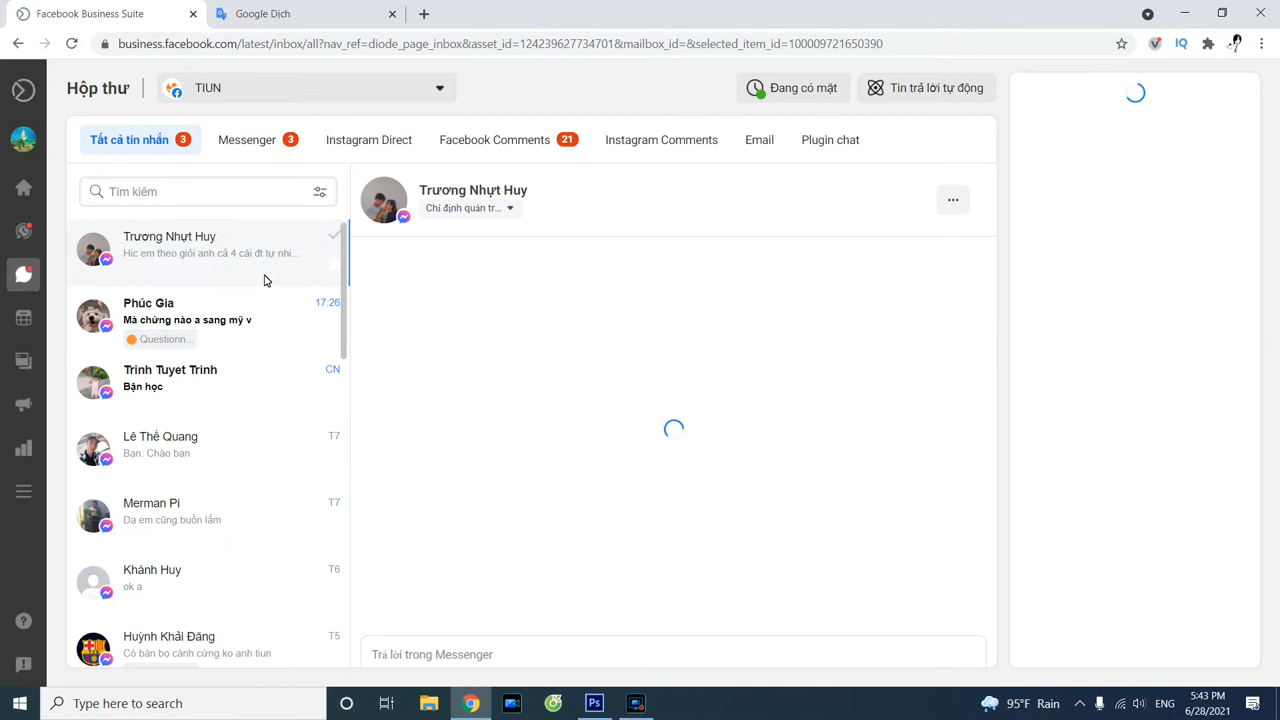 Facebook Business Suite
Google Dịch
business.facebook.com/latest/inbox/all?nav_ref=diode_page_inbox&asset_id=124239627734701&mailbox_id=&selected_item_id=100009721650390
Hộp thư
TIUN
Đang có mặt
Tin trả lời tự động
Tất cả tin nhắn 3
Messenger 3
Instagram Direct
Facebook Comments 21
Instagram Comments
Email
Plugin chat
Tìm kiếm
Trương Nhựt Huy
Hic em theo giỏi anh cả 4 cái đt tự nhi...
Phúc Gia
17:26
Mà chừng nào a sang mỹ v
Questionn...
Trinh Tuyet Trinh
CN
Bận học
Lê Thế Quang
T7
Bạn: Chào bạn
Merman Pi
T7
Dạ em cũng buồn lắm
Khánh Huy
T6
ok a
Huỳnh Khải Đăng
T5
Có bán bọ cành cứng ko anh tiun
Trương Nhựt Huy
Chỉ định quản tr...
Trả lời trong Messenger
Type here to search
Ps
95°F Rain
ENG
5:43 PM
6/28/2021